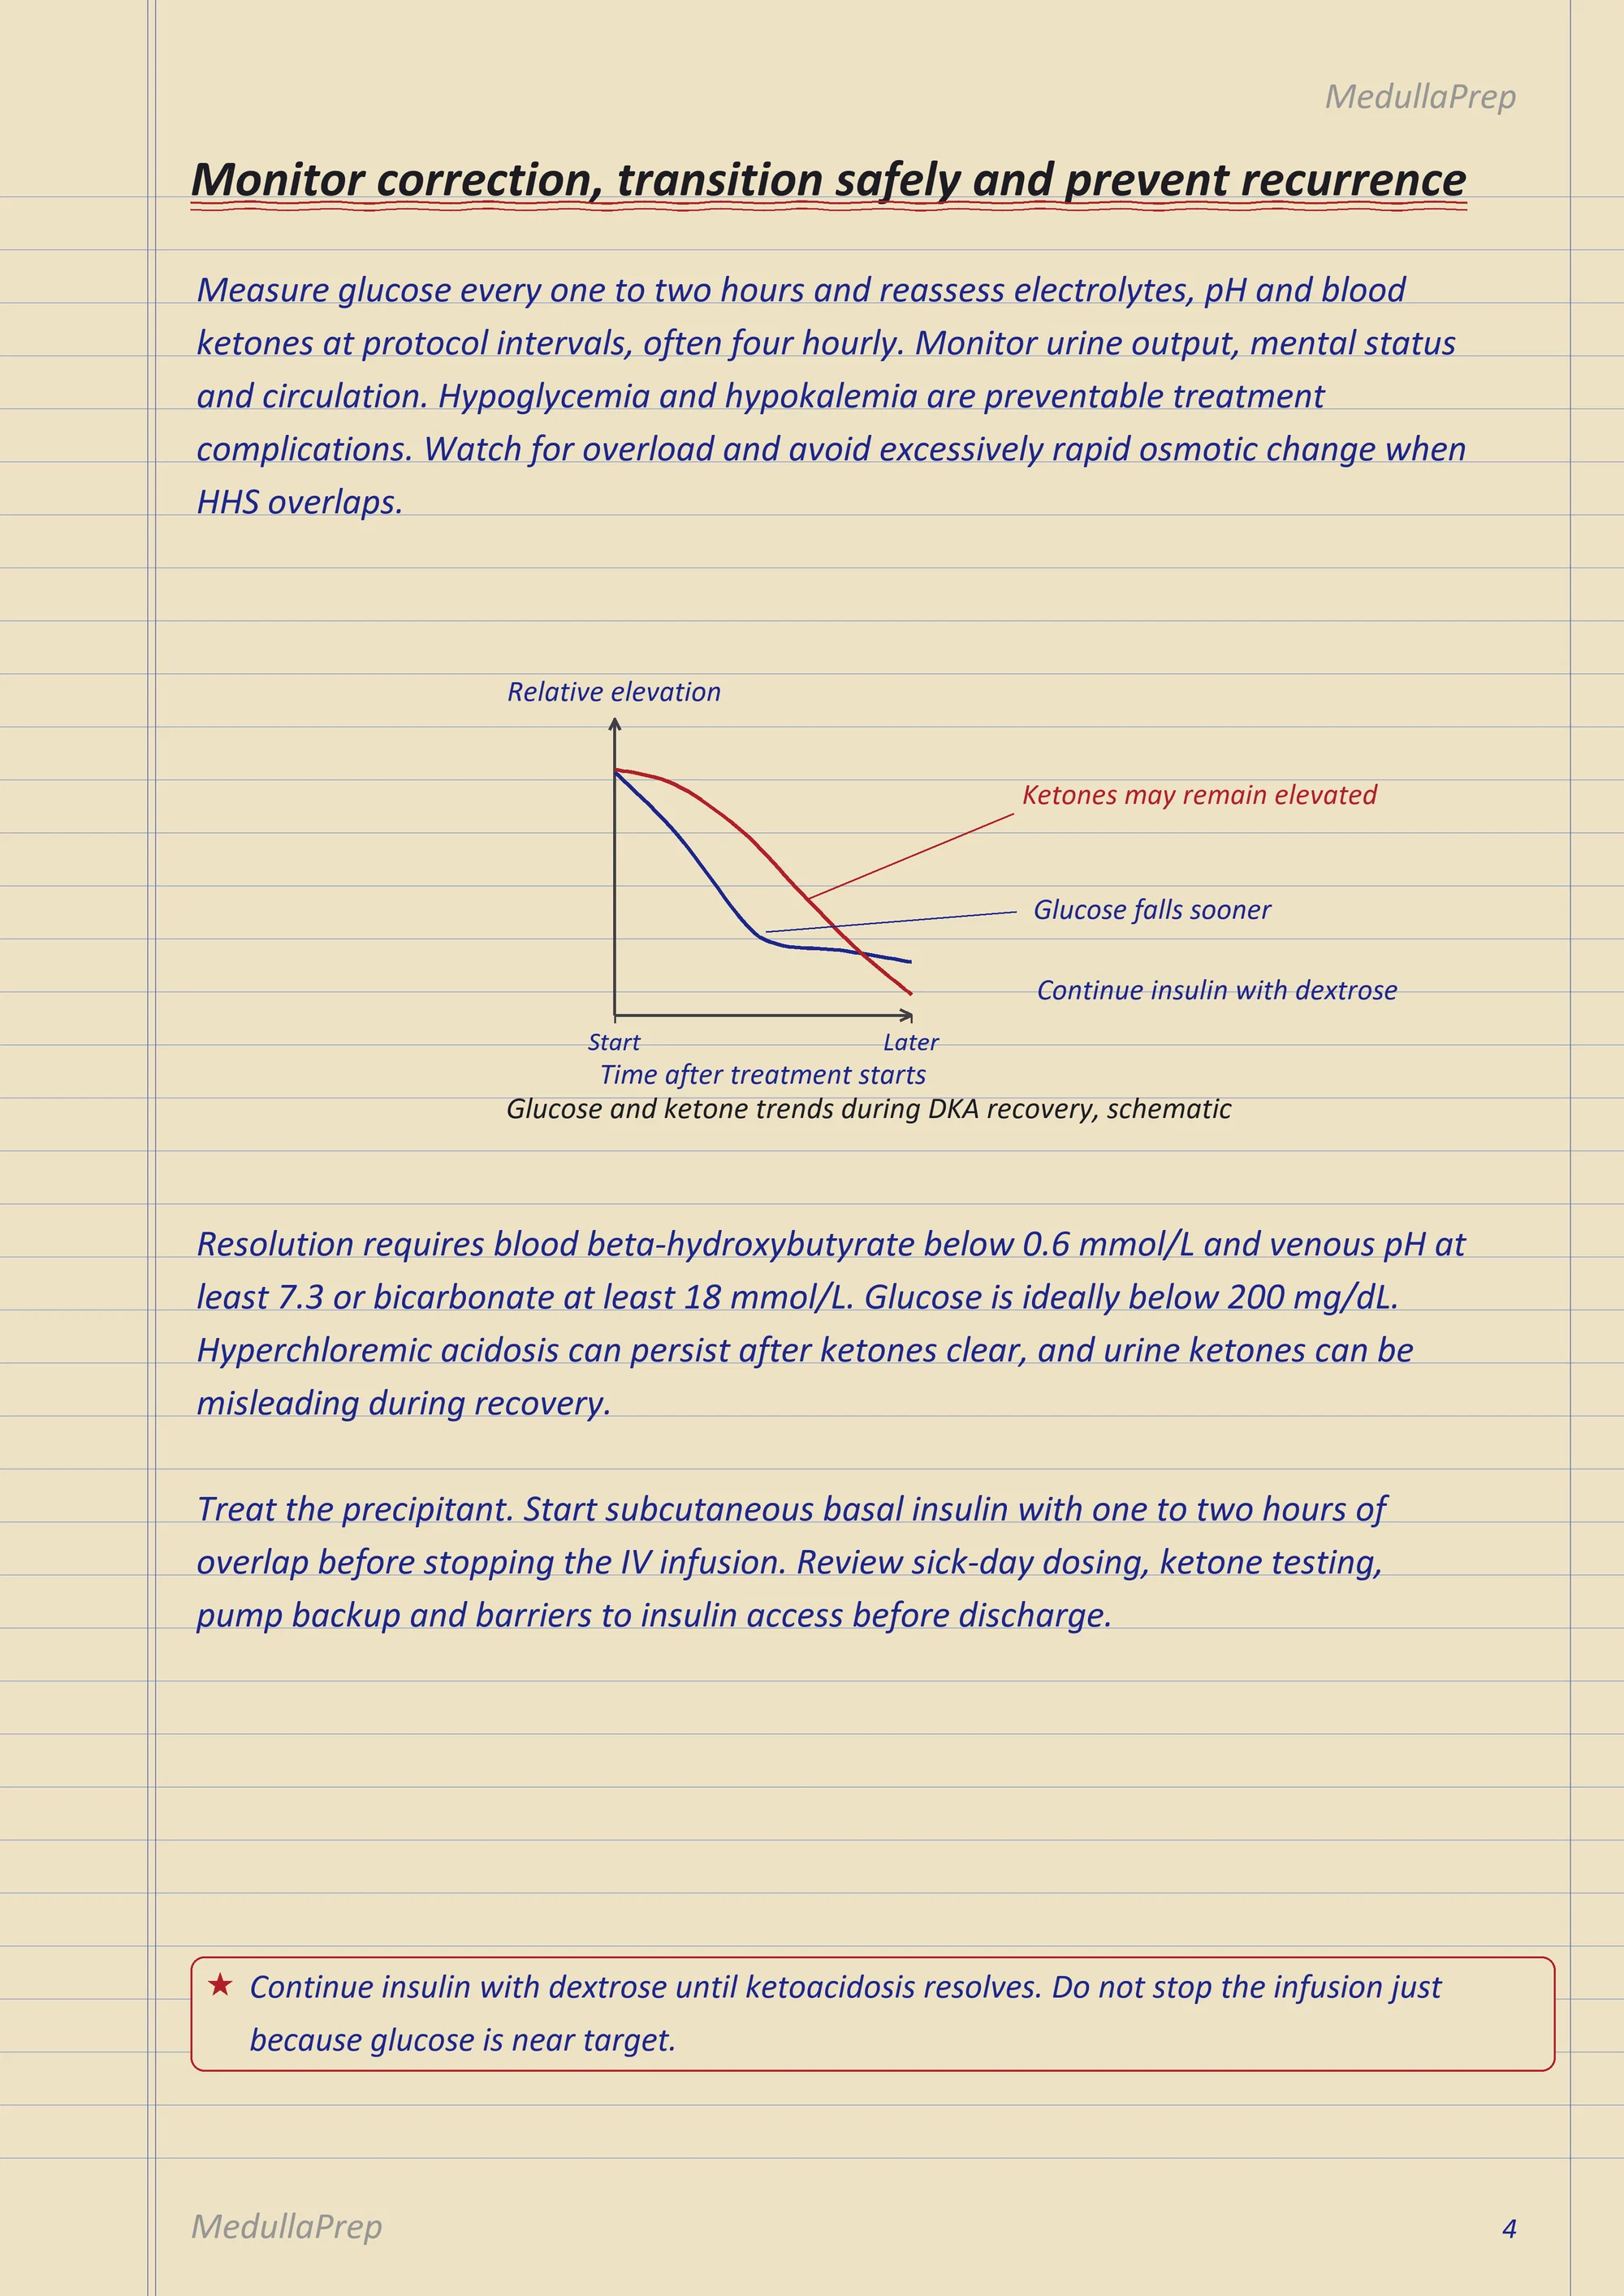 MedullaPrep
Monitor correction, transition safely and prevent recurrence
Measure glucose every one to two hours and reassess electrolytes, pH and blood
ketones at protocol intervals, often four hourly. Monitor urine output, mental status
and circulation. Hypoglycemia and hypokalemia are preventable treatment
complications. Watch for overload and avoid excessively rapid osmotic change when
HHS overlaps.
Relative elevation
Ketones may remain elevated
Glucose falls sooner
Continue insulin with dextrose
Start
Later
Time after treatment starts
Glucose and ketone trends during DKA recovery, schematic
Resolution requires blood beta-hydroxybutyrate below 0.6 mmol/L and venous pH at
least 7.3 or bicarbonate at least 18 mmol/L. Glucose is ideally below 200 mg/dL.
Hyperchloremic acidosis can persist after ketones clear, and urine ketones can be
misleading during recovery.
Treat the precipitant. Start subcutaneous basal insulin with one to two hours of
overlap before stopping the IV infusion. Review sick-day dosing, ketone testing,
pump backup and barriers to insulin access before discharge.
★ Continue insulin with dextrose until ketoacidosis resolves. Do not stop the infusion just
because glucose is near target.
MedullaPrep
4